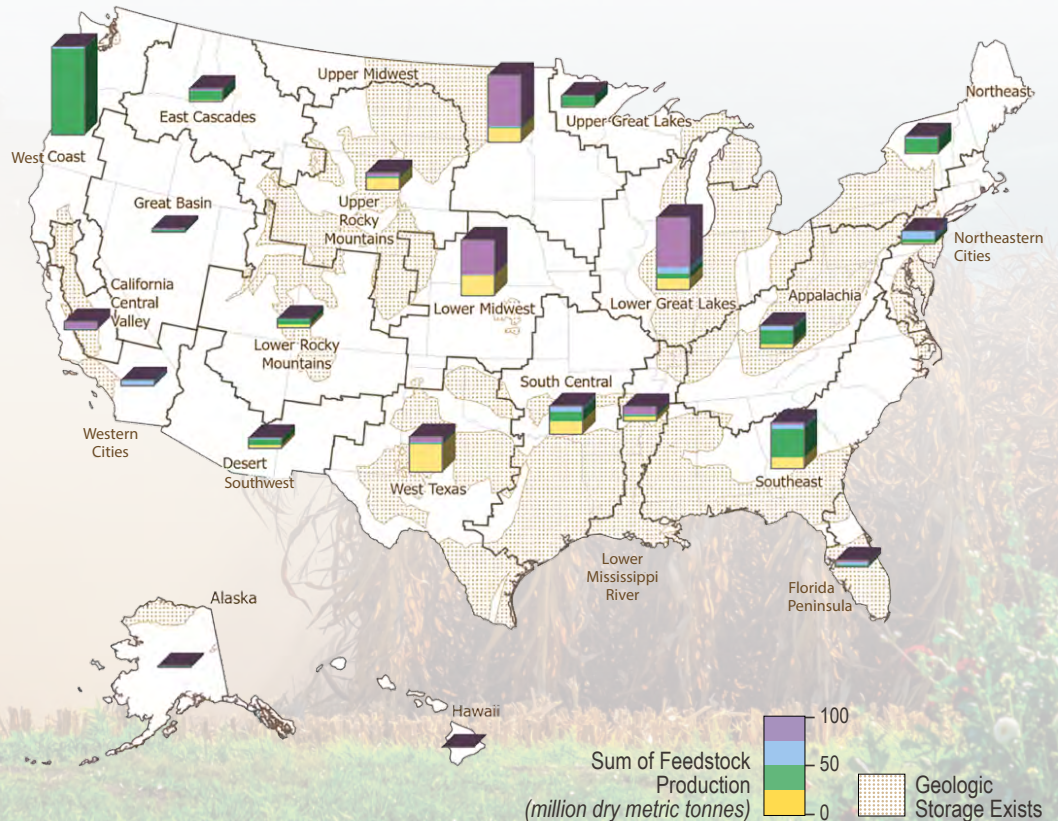 Upper Midwest
Northeast
East Cascades
Upper Great Lakes
West Coast
Great Basin
Upper
Rocky
Mountains
Northeastern
Cities
California
Central
Valley
Lower Midwest
Lower Great Lakes
Appalachia
Lower Rocky
Mountains
South Central
Western
Cities
Desert
Southwest
West Texas
Southeast
Lower
Mississippi
River
Florida
Peninsula
Alaska
Hawaii
Sum of Feedstock
Production
(million dry metric tonnes)
100
50
0
Geologic
Storage Exists